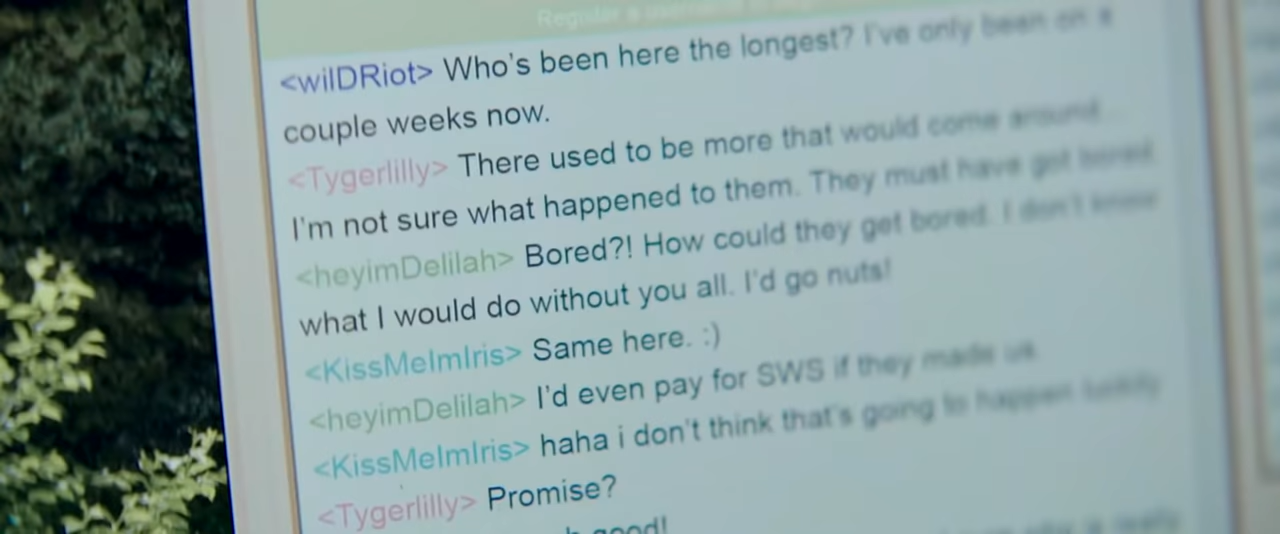 Register a username
<wilDRiot> Who's been here the longest? I've only been on a
couple weeks now.
<Tygerlilly> There used to be more that would come around.
I'm not sure what happened to them. They must have got bored.
<heyimDelilah> Bored?! How could they get bored. I don't know
what I would do without you all. I'd go nuts!
<KissMeImIris> Same here. :)
<heyimDelilah> I'd even pay for SWS if they made us.
<KissMeImIris> haha i don't think that's going to happen luckily
<Tygerlilly> Promise?
good!